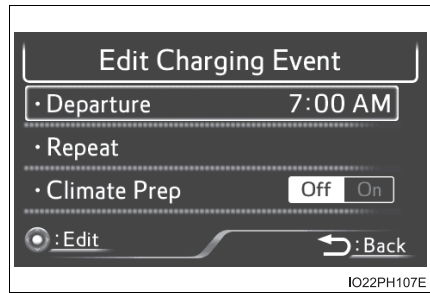 Edit Charging Event
・Departure 7:00 AM
・Repeat
・Climate Prep Off On
:Edit :Back
IO22PH107E